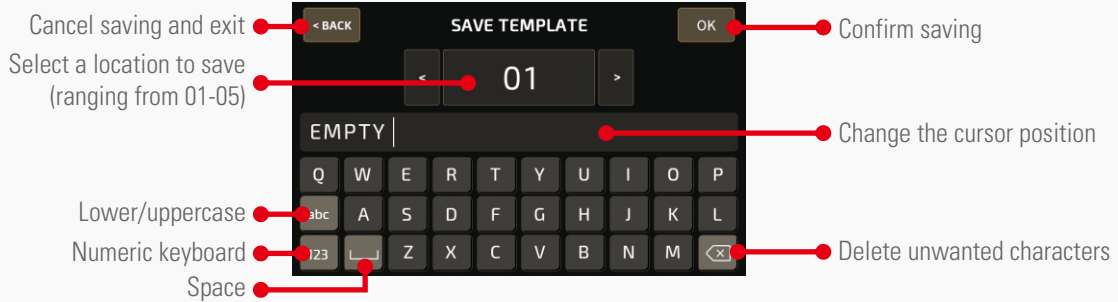 Cancel saving and exit
< BACK
SAVE TEMPLATE
OK
Confirm saving
Select a location to save
(ranging from 01-05)
<
01
>
EMPTY
Change the cursor position
Q W E R T Y U I O P
Lower/uppercase
abc A S D F G H J K L
Numeric keyboard
123 Z X C V B N M
Delete unwanted characters
Space